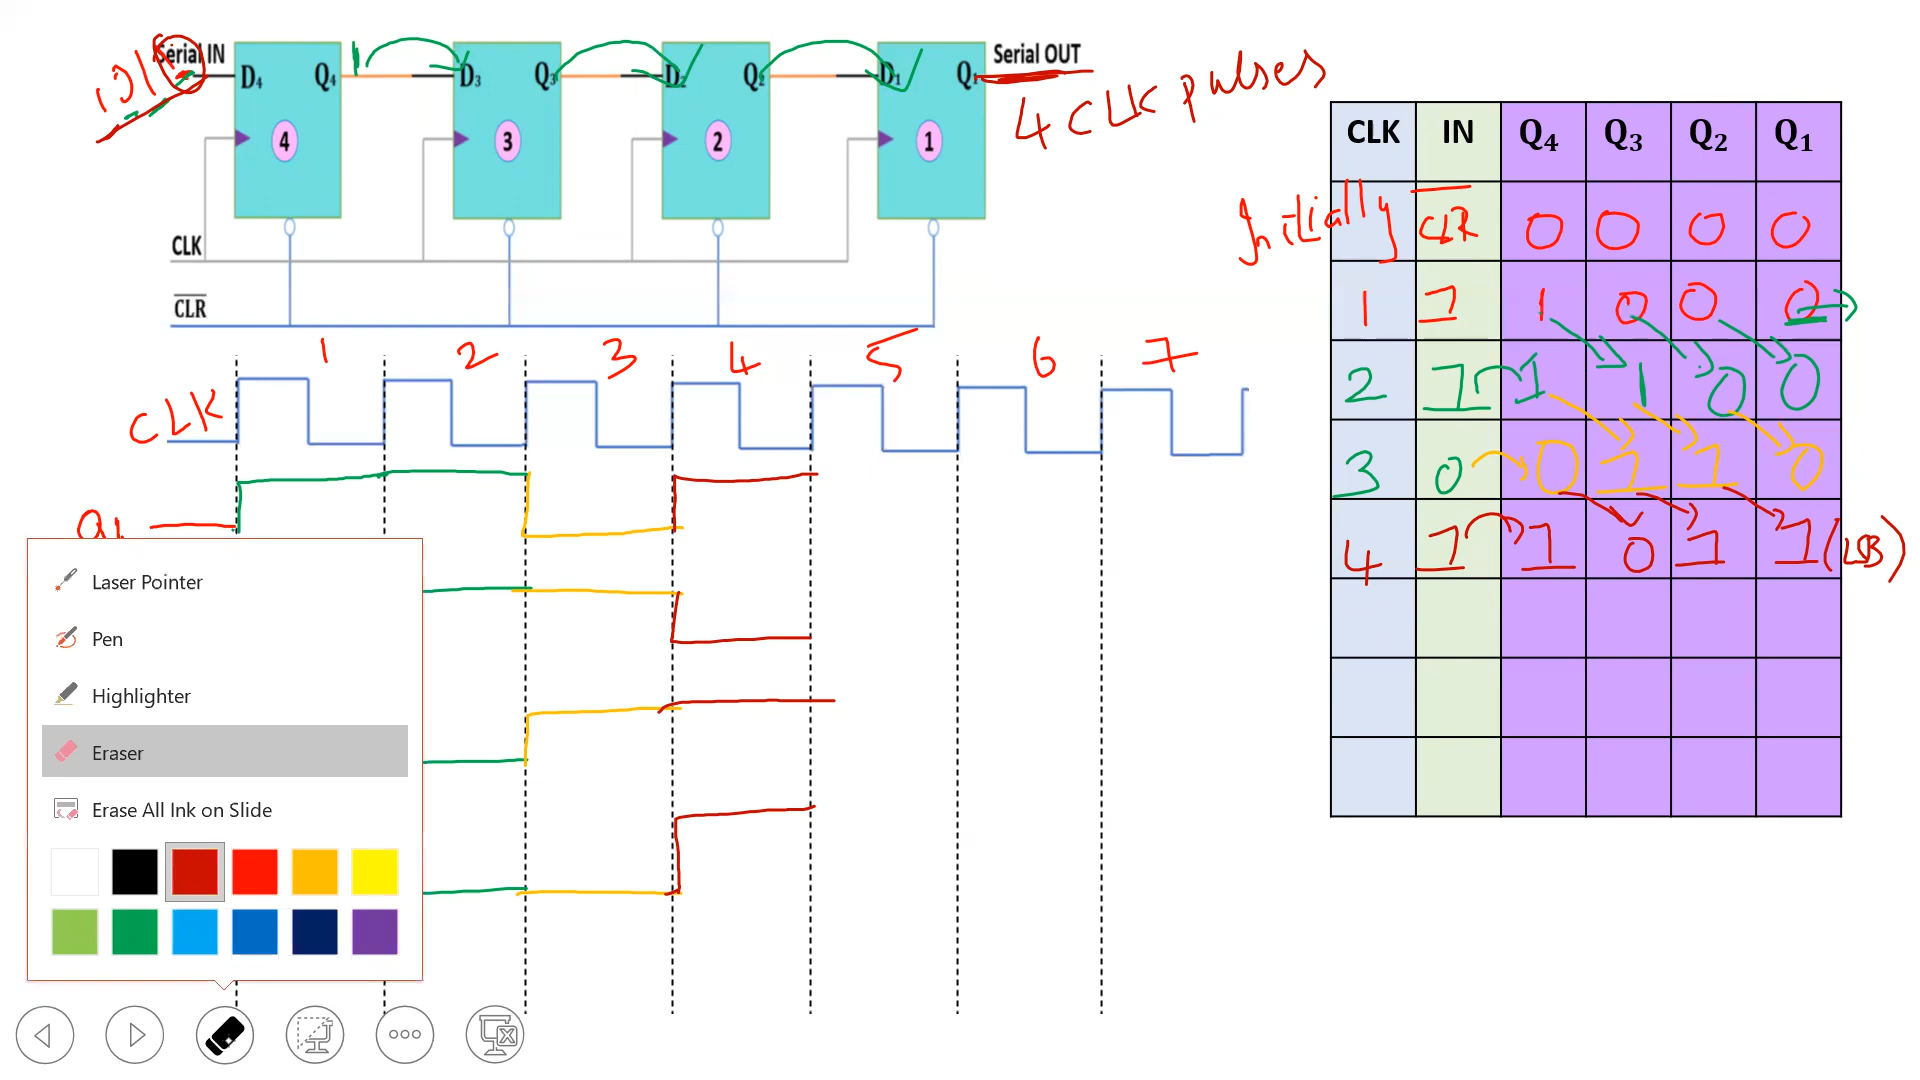 Serial IN
D4 Q4 D3 Q3 D2 Q2 D1 Q1 Serial OUT
4 CLK pulses
4 3 2 1
CLK
CLR
1 2 3 4 5 6 7
CLK
Q1
CLK IN Q4 Q3 Q2 Q1
Initially CLR 0 0 0 0
1 1 1 0 0 0
2 1 1 1 0 0
3 0 0 1 1 0
4 1 1 0 1 1 (LSB)
Laser Pointer
Pen
Highlighter
Eraser
Erase All Ink on Slide